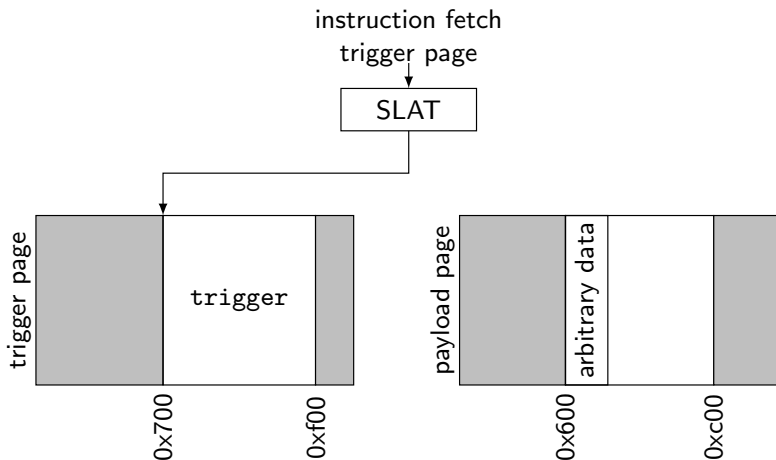 instruction fetch
trigger page
SLAT
trigger page
trigger
0x700
0xf00
payload page
arbitrary data
0x600
0xc00